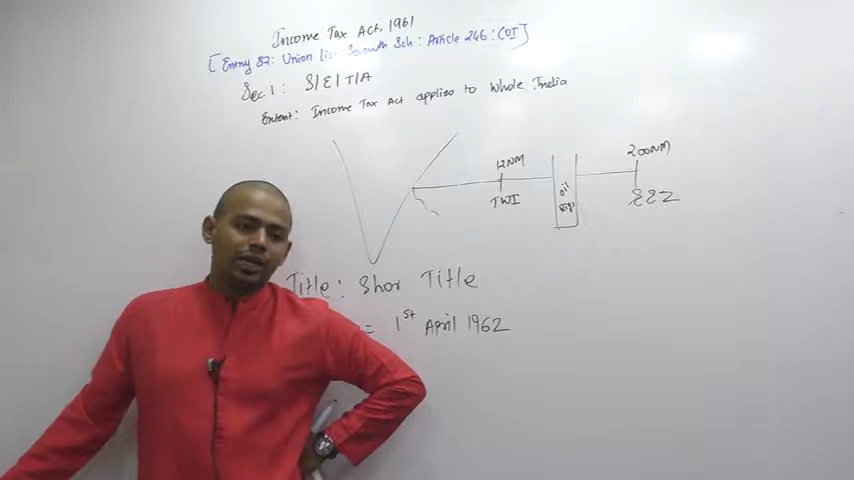 Income Tax Act, 1961
[Entry 82: Union list Seventh Sch: Article 246: COI]
Sec 1: S/E/T/A
Extent: Income Tax Act applies to Whole India
12NM
200NM
oil
TWI
EEZ
Title: Shor Title
= 1st April 1962